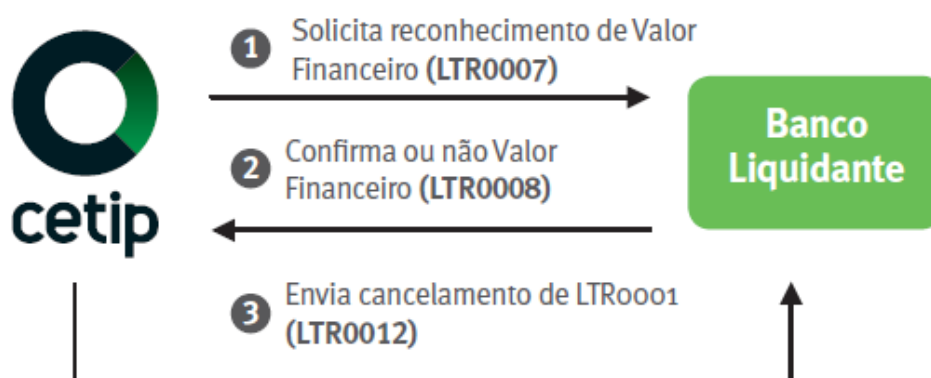 1 Solicita reconhecimento de Valor
Financeiro (LTR0007)
Banco
Liquidante
2 Confirma ou não Valor
Financeiro (LTR0008)
cetip
3 Envia cancelamento de LTR0001
(LTR0012)